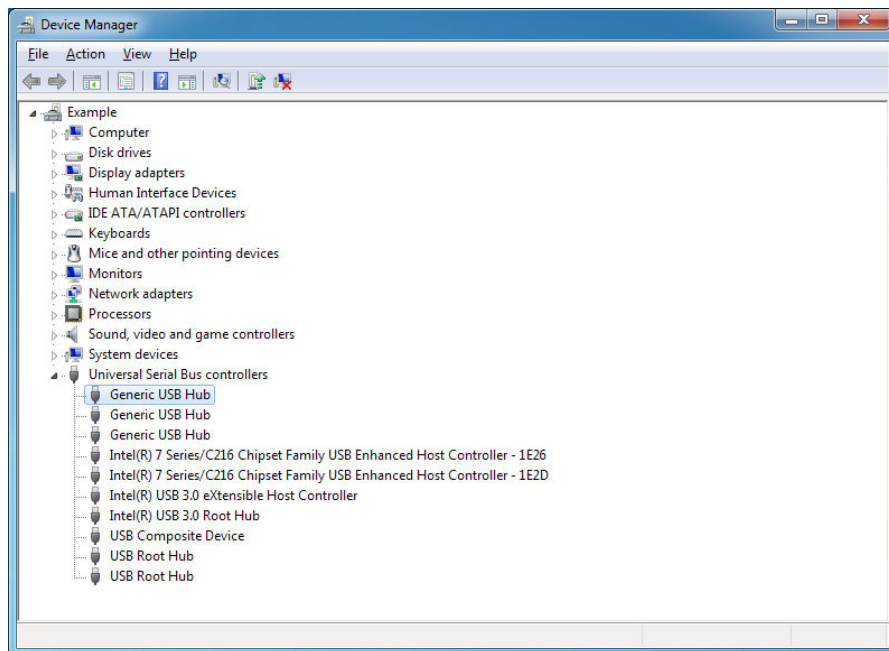 Device Manager
File Action View Help
Example
Computer
Disk drives
Display adapters
Human Interface Devices
IDE ATA/ATAPI controllers
Keyboards
Mice and other pointing devices
Monitors
Network adapters
Processors
Sound, video and game controllers
System devices
Universal Serial Bus controllers
Generic USB Hub
Generic USB Hub
Generic USB Hub
Intel(R) 7 Series/C216 Chipset Family USB Enhanced Host Controller - 1E26
Intel(R) 7 Series/C216 Chipset Family USB Enhanced Host Controller - 1E2D
Intel(R) USB 3.0 eXtensible Host Controller
Intel(R) USB 3.0 Root Hub
USB Composite Device
USB Root Hub
USB Root Hub